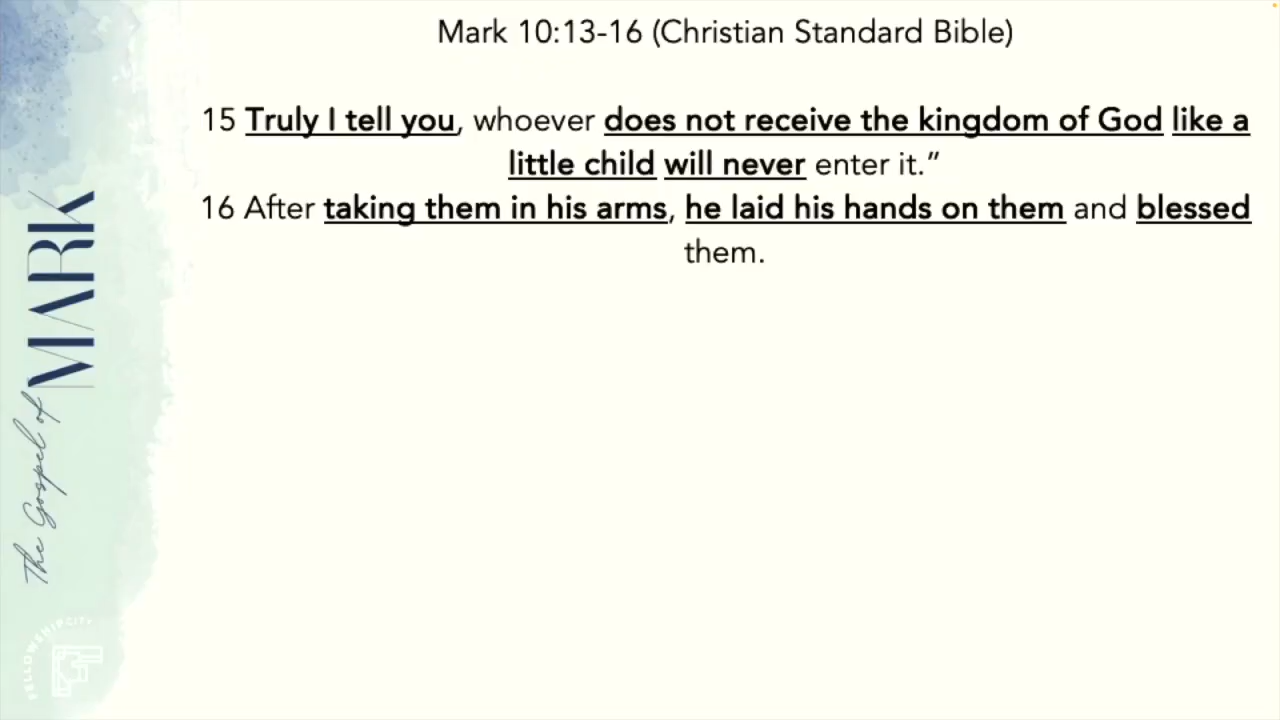 Mark 10:13-16 (Christian Standard Bible)
15 Truly I tell you, whoever does not receive the kingdom of God like a
little child will never enter it.”
16 After taking them in his arms, he laid his hands on them and blessed
them.
The Gospel of
MARK
FELLOWSHIP CITY